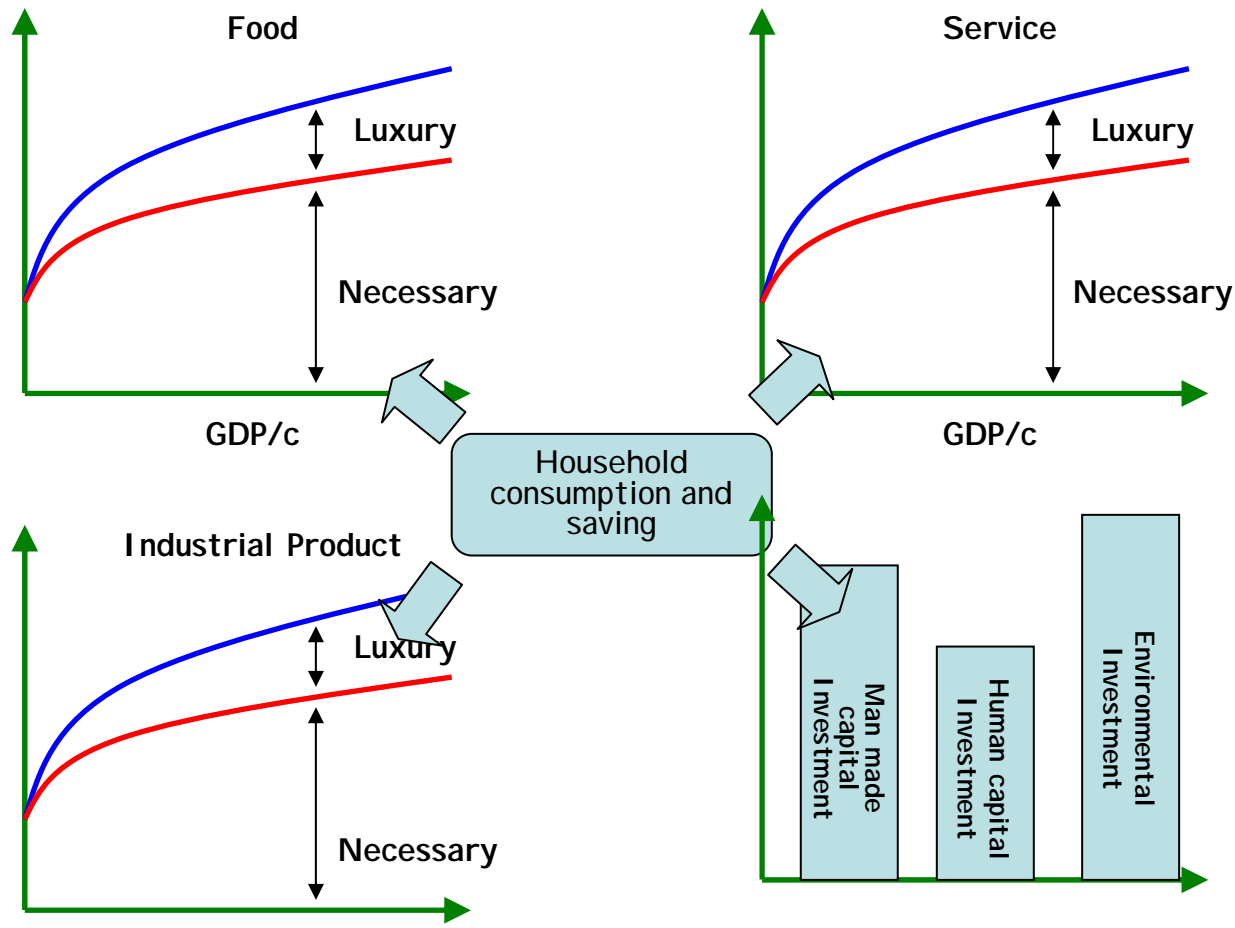 Food
Luxury
Necessary
GDP/c
Service
Luxury
Necessary
GDP/c
Household
consumption and
saving
Industrial Product
Luxury
Necessary
Man made
capital
Investment
Human capital
Investment
Environmental
Investment